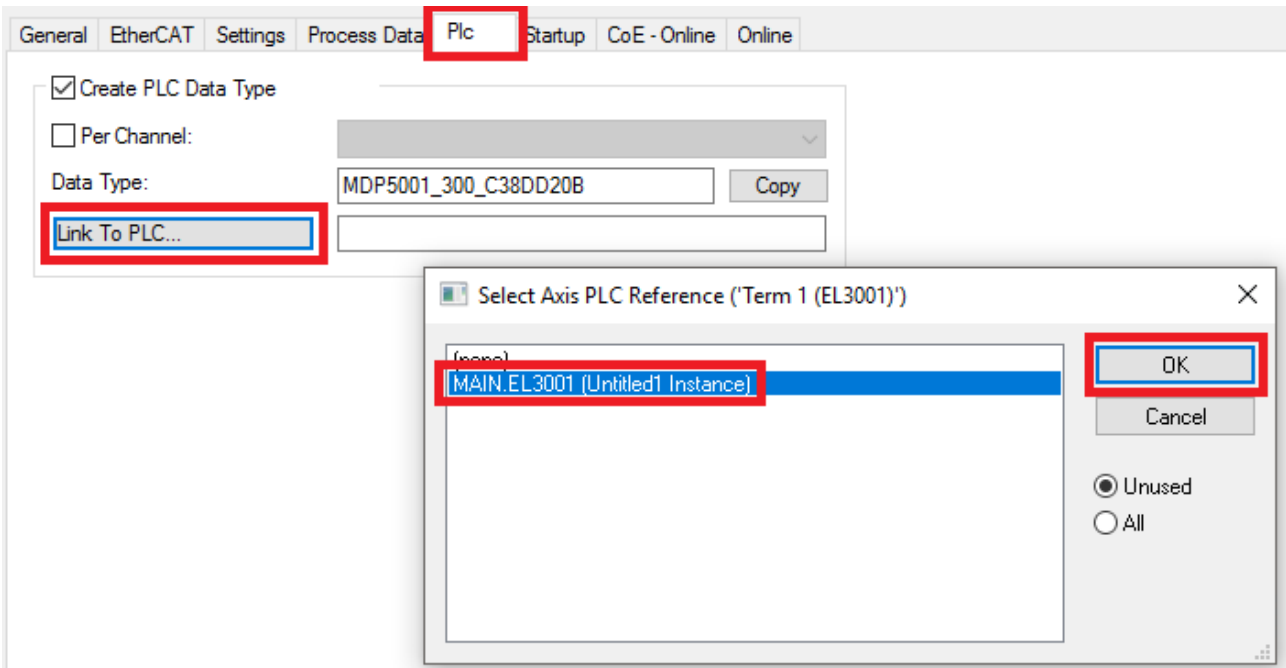 General EtherCAT Settings Process Data Plc Startup CoE - Online Online
Create PLC Data Type
Per Channel:
Data Type: MDP5001_300_C38DD20B Copy
Link To PLC...
Select Axis PLC Reference ('Term 1 (EL3001)')
(none)
MAIN.EL3001 (Untitled1 Instance)
OK
Cancel
Unused
All